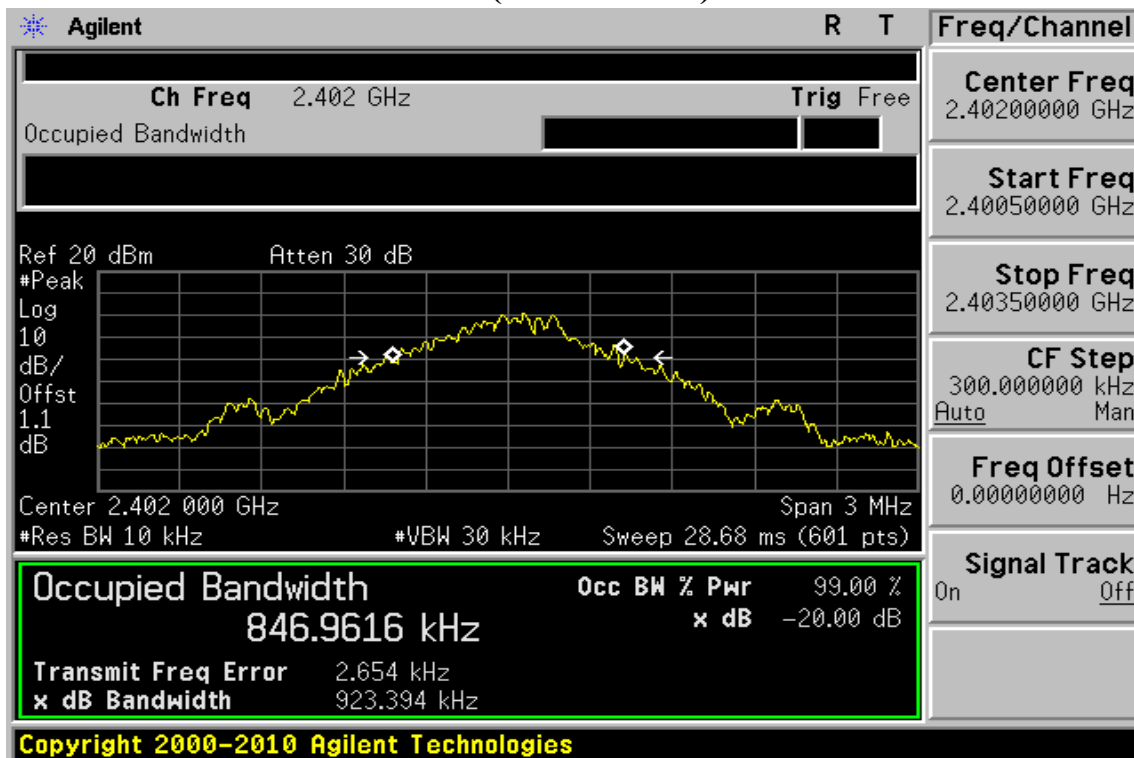 Agilent R T Freq/Channel
Ch Freq 2.402 GHz Trig Free
Occupied Bandwidth
Center Freq
2.40200000 GHz
Start Freq
2.40050000 GHz
Stop Freq
2.40350000 GHz
CF Step
300.000000 kHz
Auto Man
Freq Offset
0.00000000 Hz
Signal Track
On Off
Ref 20 dBm Atten 30 dB
#Peak
Log
10
dB/
Offst
1.1
dB
Center 2.402 000 GHz Span 3 MHz
#Res BW 10 kHz #VBW 30 kHz Sweep 28.68 ms (601 pts)
Occupied Bandwidth Occ BW % Pwr 99.00 %
846.9616 kHz x dB -20.00 dB
Transmit Freq Error 2.654 kHz
x dB Bandwidth 923.394 kHz
Copyright 2000-2010 Agilent Technologies